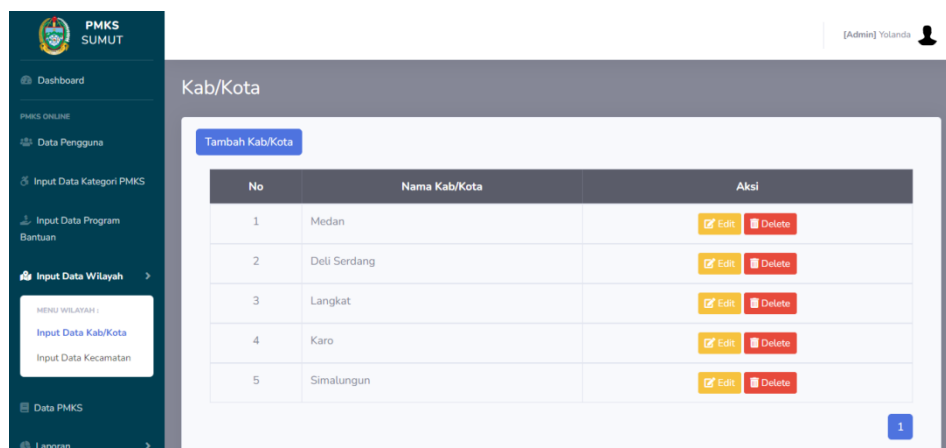 PMKS
SUMUT
[Admin] Yolanda
Dashboard
PMKS ONLINE
Data Pengguna
Input Data Kategori PMKS
Input Data Program
Bantuan
Input Data Wilayah
MENU WILAYAH :
Input Data Kab/Kota
Input Data Kecamatan
Data PMKS
Laporan
Kab/Kota
Tambah Kab/Kota
No Nama Kab/Kota Aksi
1 Medan Edit Delete
2 Deli Serdang Edit Delete
3 Langkat Edit Delete
4 Karo Edit Delete
5 Simalungun Edit Delete
1